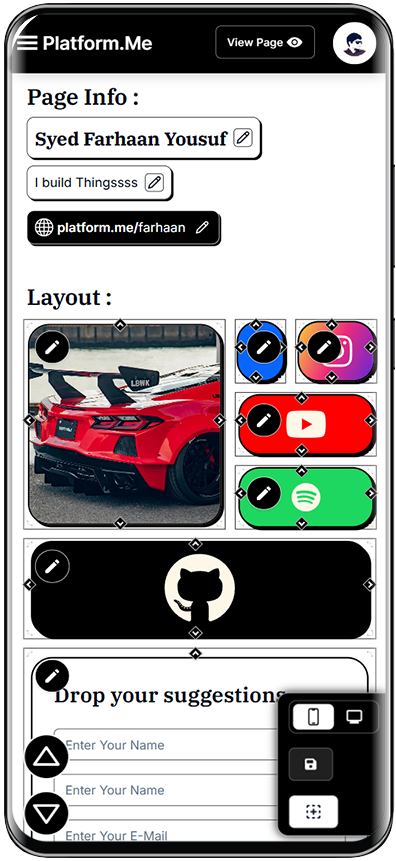 Platform.Me
View Page
Page Info :
Syed Farhaan Yousuf
I build Thingssss
platform.me/farhaan
Layout :
LBWK
Drop your suggestions
Enter Your Name
Enter Your Name
Enter Your E-Mail